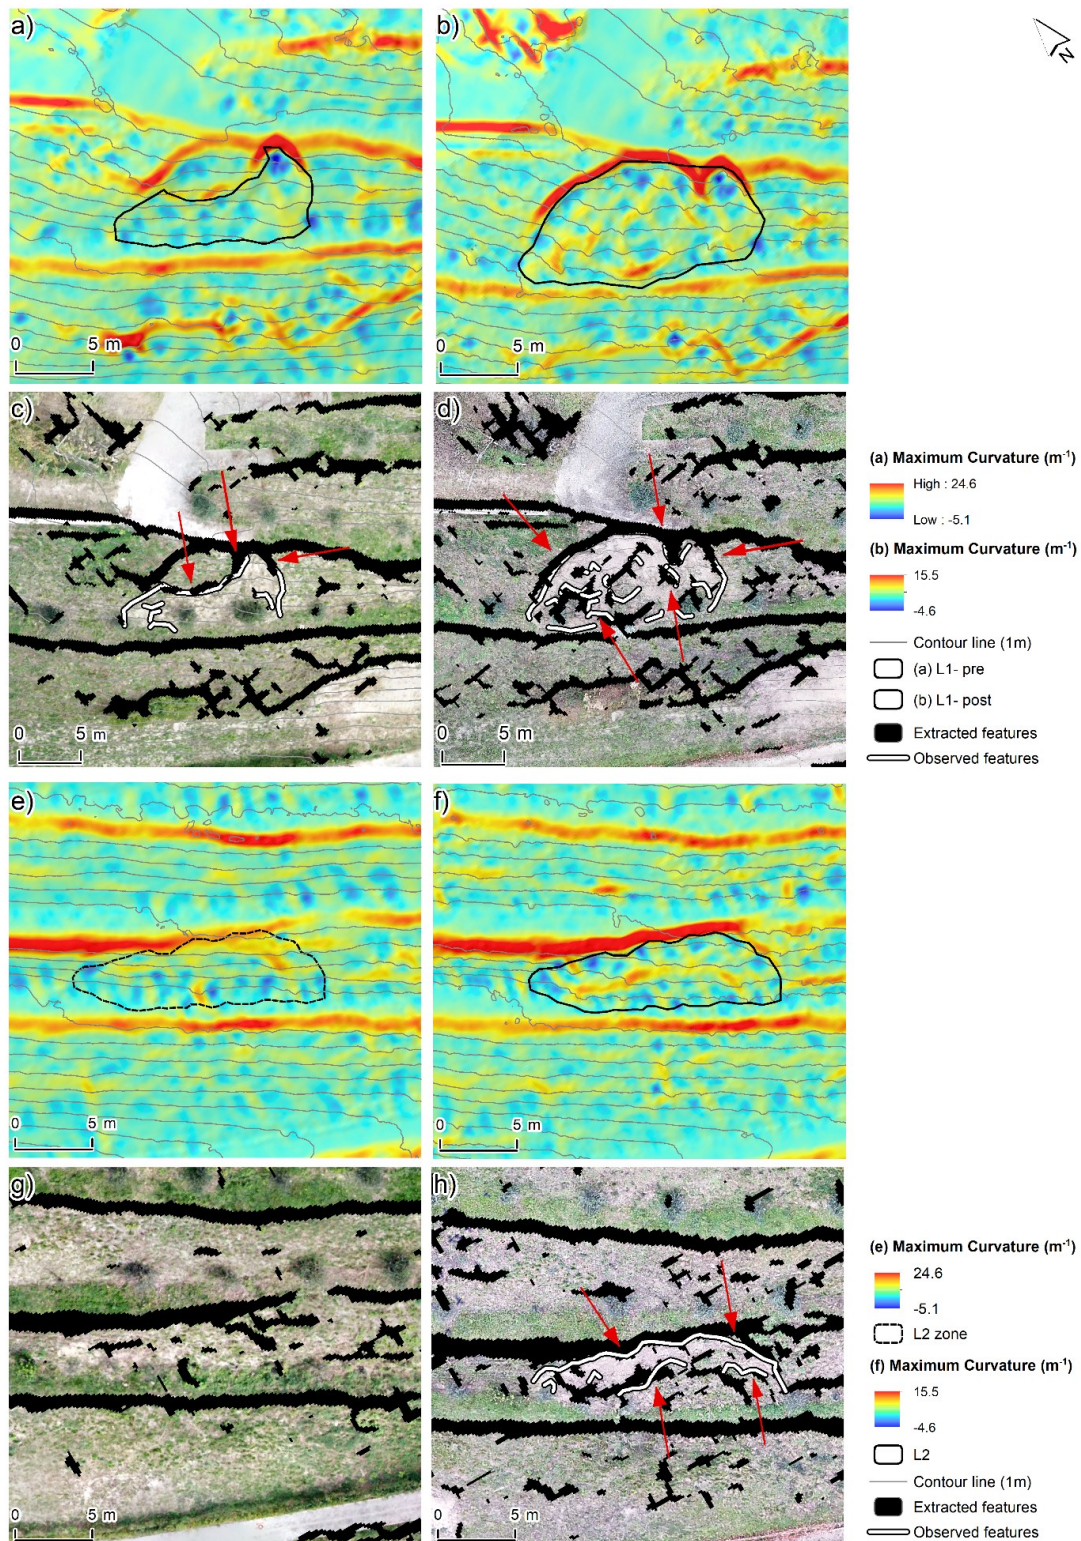 a)
b)
N
0 5 m
0 5 m
c)
d)
0 5 m
0 5 m
(a) Maximum Curvature (m⁻¹)
High : 24.6
Low : -5.1
(b) Maximum Curvature (m⁻¹)
15.5
-4.6
Contour line (1m)
(a) L1- pre
(b) L1- post
Extracted features
Observed features
e)
f)
0 5 m
0 5 m
g)
h)
0 5 m
0 5 m
(e) Maximum Curvature (m⁻¹)
24.6
-5.1
L2 zone
(f) Maximum Curvature (m⁻¹)
15.5
-4.6
L2
Contour line (1m)
Extracted features
Observed features